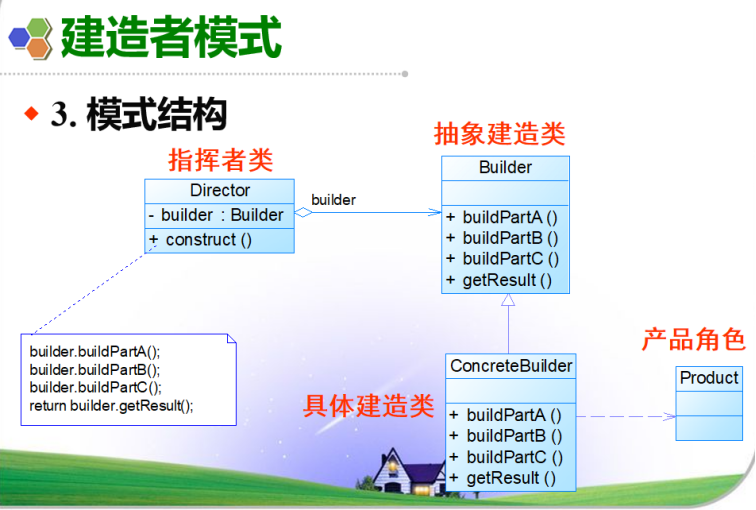 建造者模式
3. 模式结构
抽象建造类
指挥者类
Builder
Director
builder
- builder : Builder
+ construct ()
+ buildPartA ()
+ buildPartB ()
+ buildPartC ()
+ getResult ()
builder.buildPartA();
builder.buildPartB();
builder.buildPartC();
return builder.getResult();
产品角色
ConcreteBuilder
Product
具体建造类
+ buildPartA ()
+ buildPartB ()
+ buildPartC ()
+ getResult ()